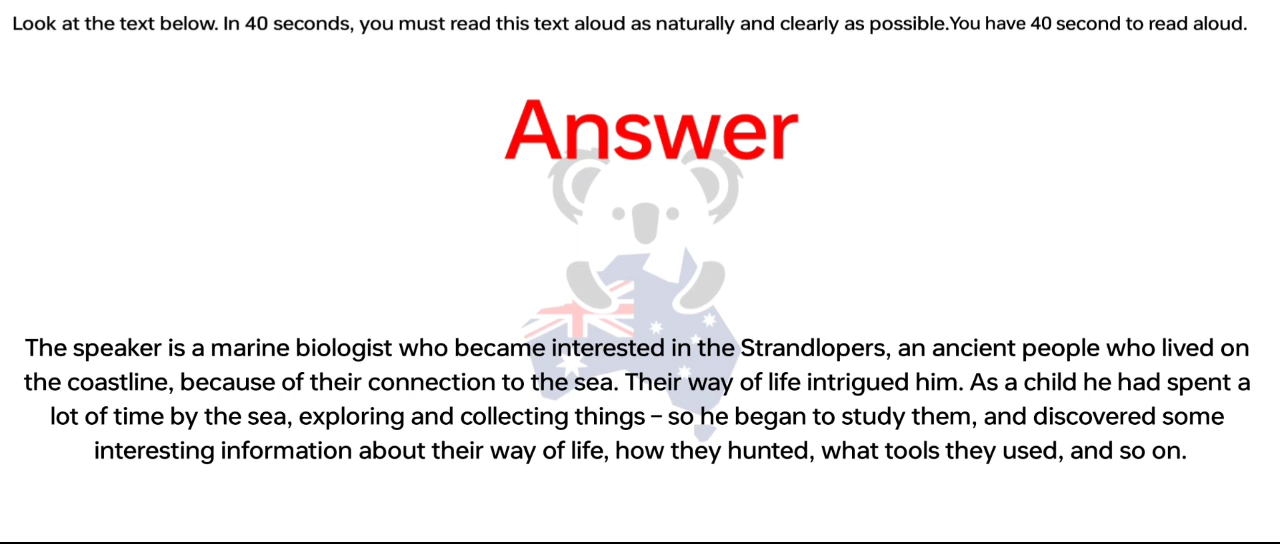 Look at the text below. In 40 seconds, you must read this text aloud as naturally and clearly as possible.You have 40 second to read aloud.
Answer
The speaker is a marine biologist who became interested in the Strandlopers, an ancient people who lived on
the coastline, because of their connection to the sea. Their way of life intrigued him. As a child he had spent a
lot of time by the sea, exploring and collecting things – so he began to study them, and discovered some
interesting information about their way of life, how they hunted, what tools they used, and so on.